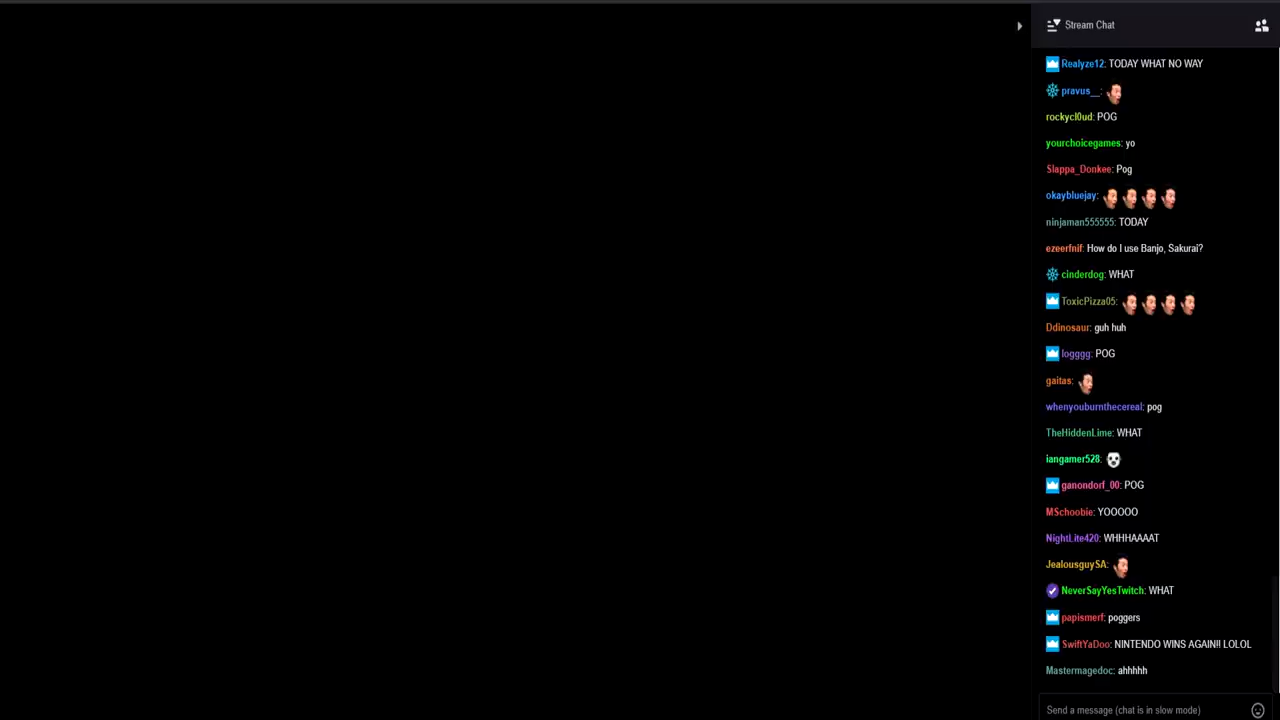 Stream Chat
Realyze12: TODAY WHAT NO WAY
pravus__:
rockycl0ud: POG
yourchoicegames: yo
Slappa_Donkee: Pog
okaybluejay:
ninjaman555555: TODAY
ezeerfnif: How do I use Banjo, Sakurai?
cinderdog: WHAT
ToxicPizza05:
Ddinosaur: guh huh
logggg: POG
gaitas:
whenyouburnthecereal: pog
TheHiddenLime: WHAT
iangamer528:
ganondorf_00: POG
MSchoobie: YOOOOO
NightLite420: WHHHAAAAT
JealousguySA:
NeverSayYesTwitch: WHAT
papismerf: poggers
SwiftYaDoo: NINTENDO WINS AGAIN!! LOLOL
Mastermagedoc: ahhhhh
Send a message (chat is in slow mode)